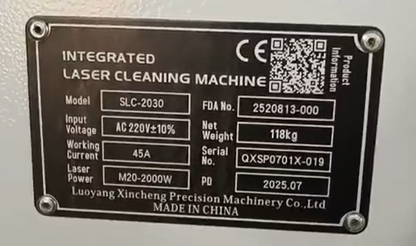 INTEGRATED
LASER CLEANING MACHINE
CE
Product
Information
Model SLC-2030 FDA No. 2520813-000
Input Voltage AC 220V±10% Net Weight 118kg
Working Current 45A Serial No. QXSP0701X-019
Laser Power M20-2000W PD 2025.07
Luoyang Xincheng Precision Machinery Co.,Ltd
MADE IN CHINA